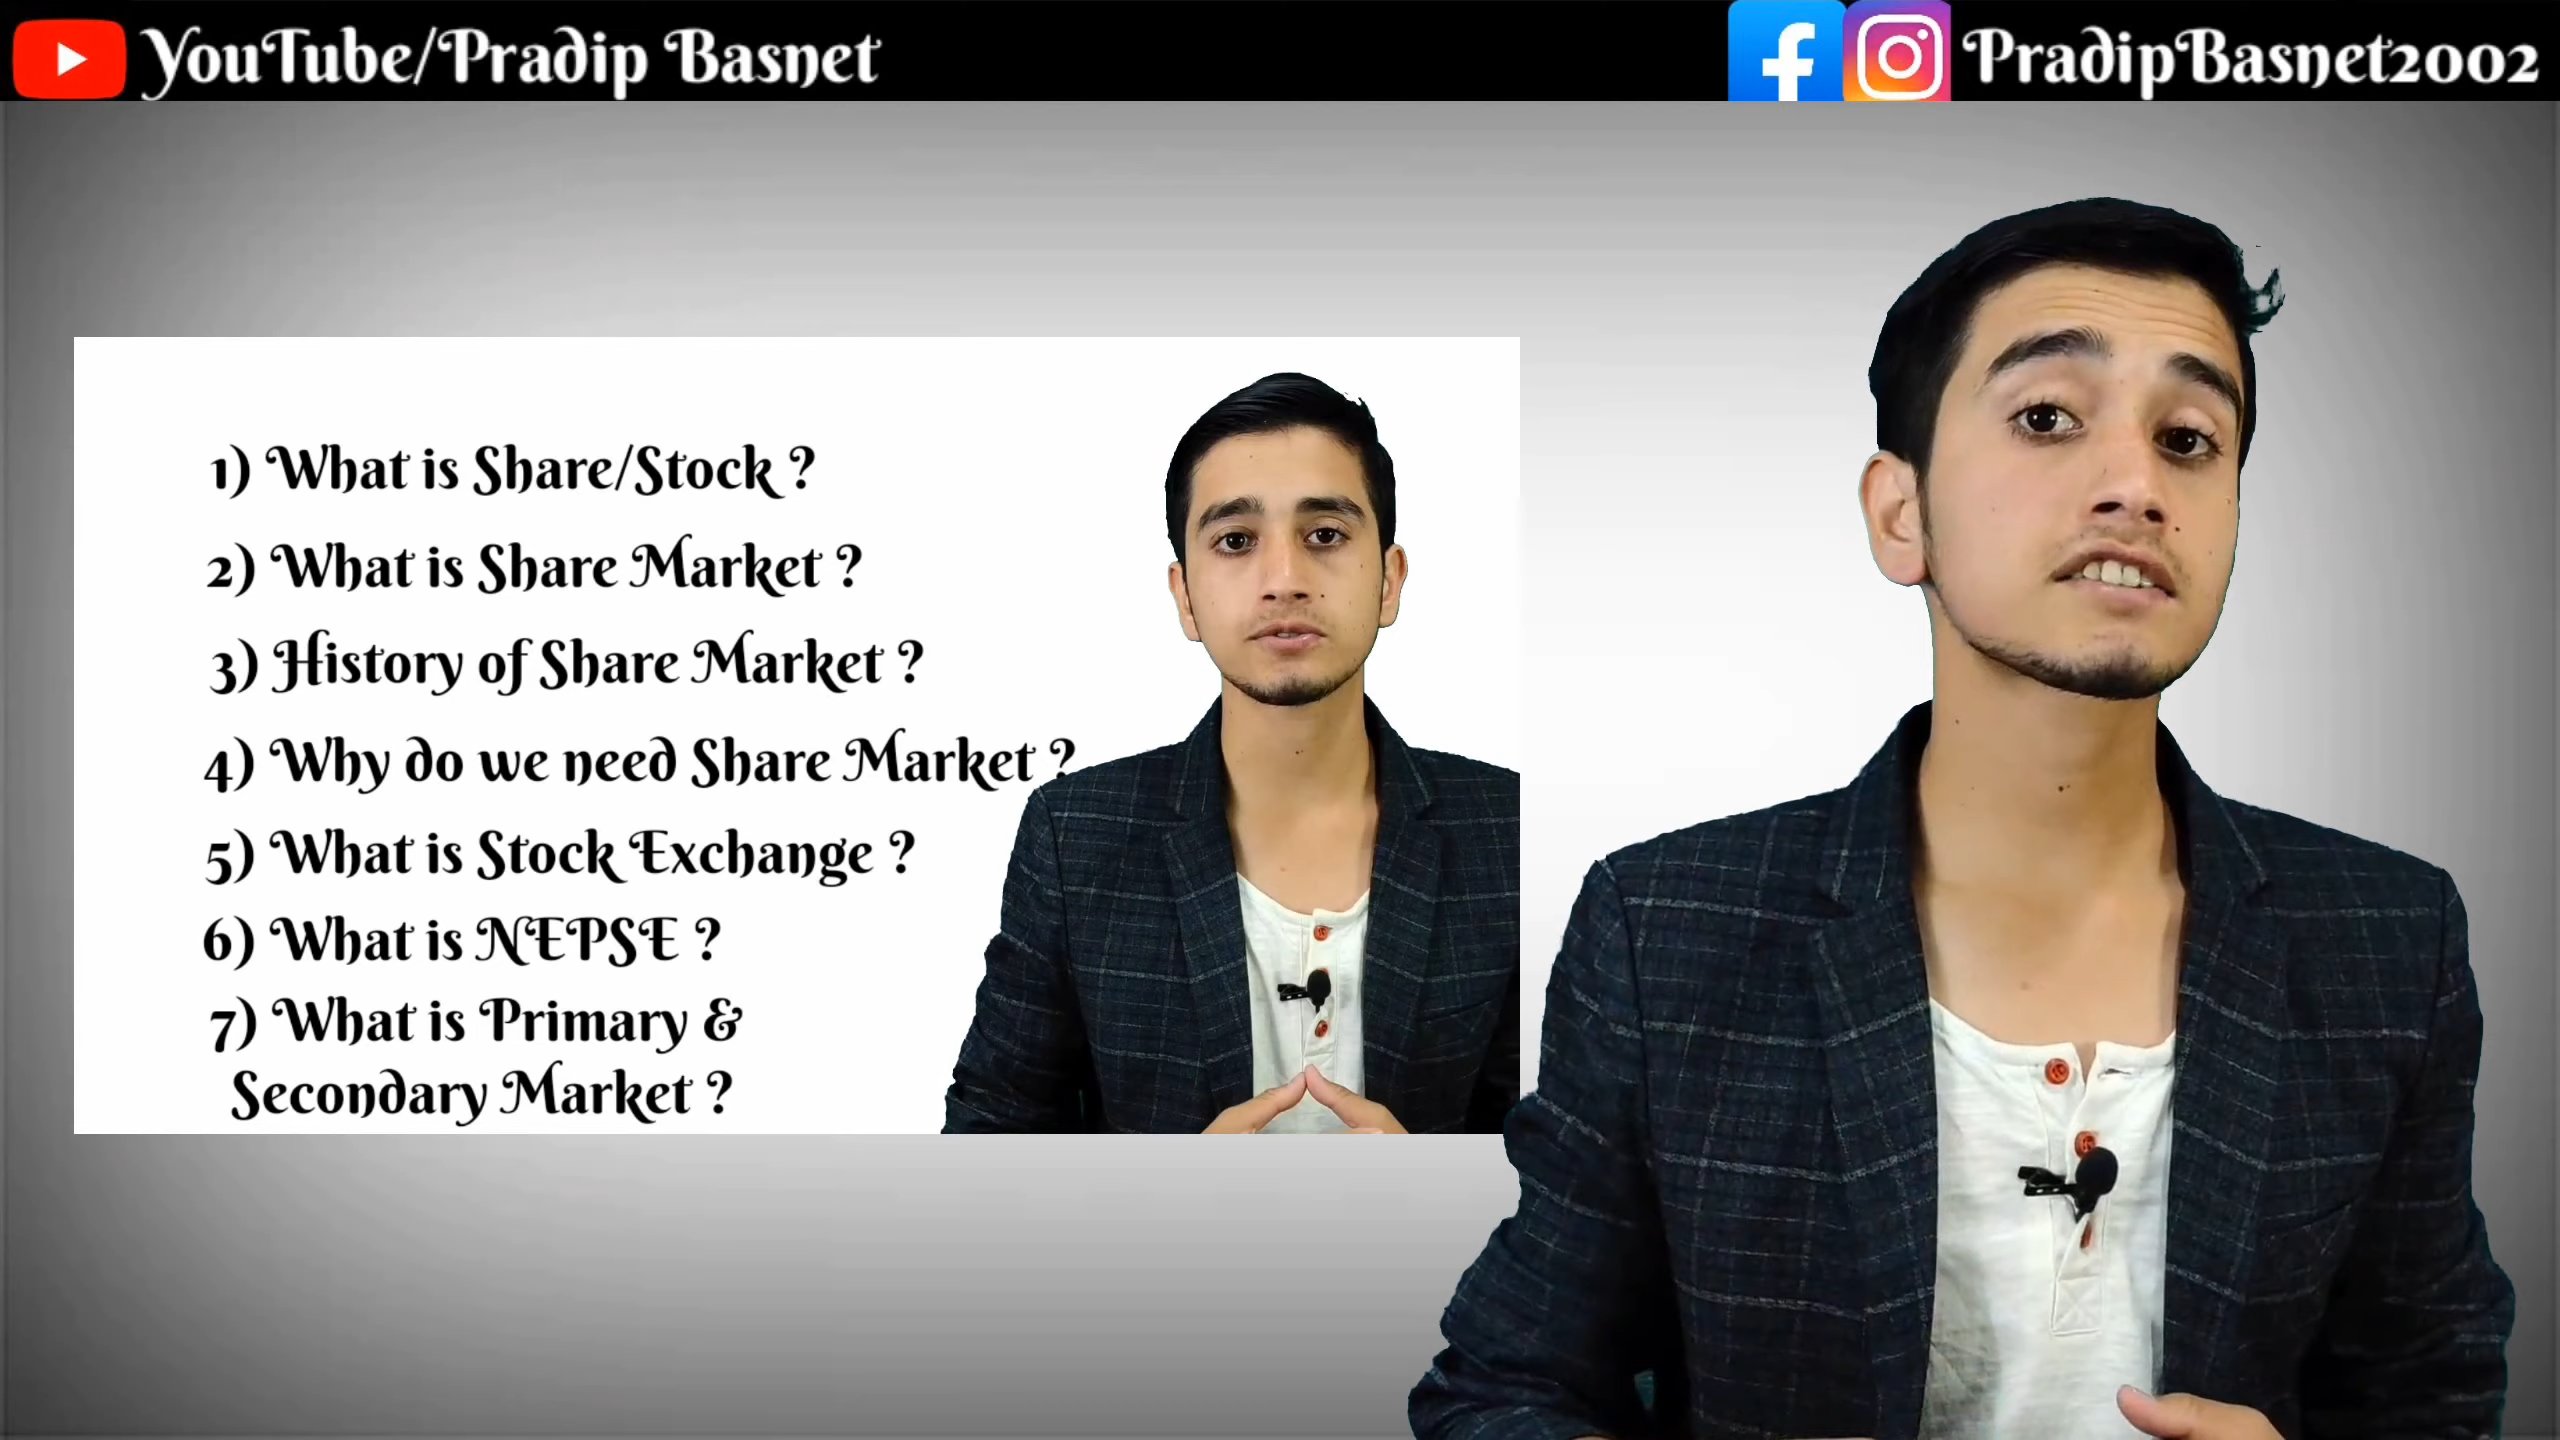 YouTube/Pradip Basnet
PradipBasnet2002
1) What is Share/Stock ?
2) What is Share Market ?
3) History of Share Market ?
4) Why do we need Share Market ?
5) What is Stock Exchange ?
6) What is NEPSE ?
7) What is Primary &
Secondary Market ?